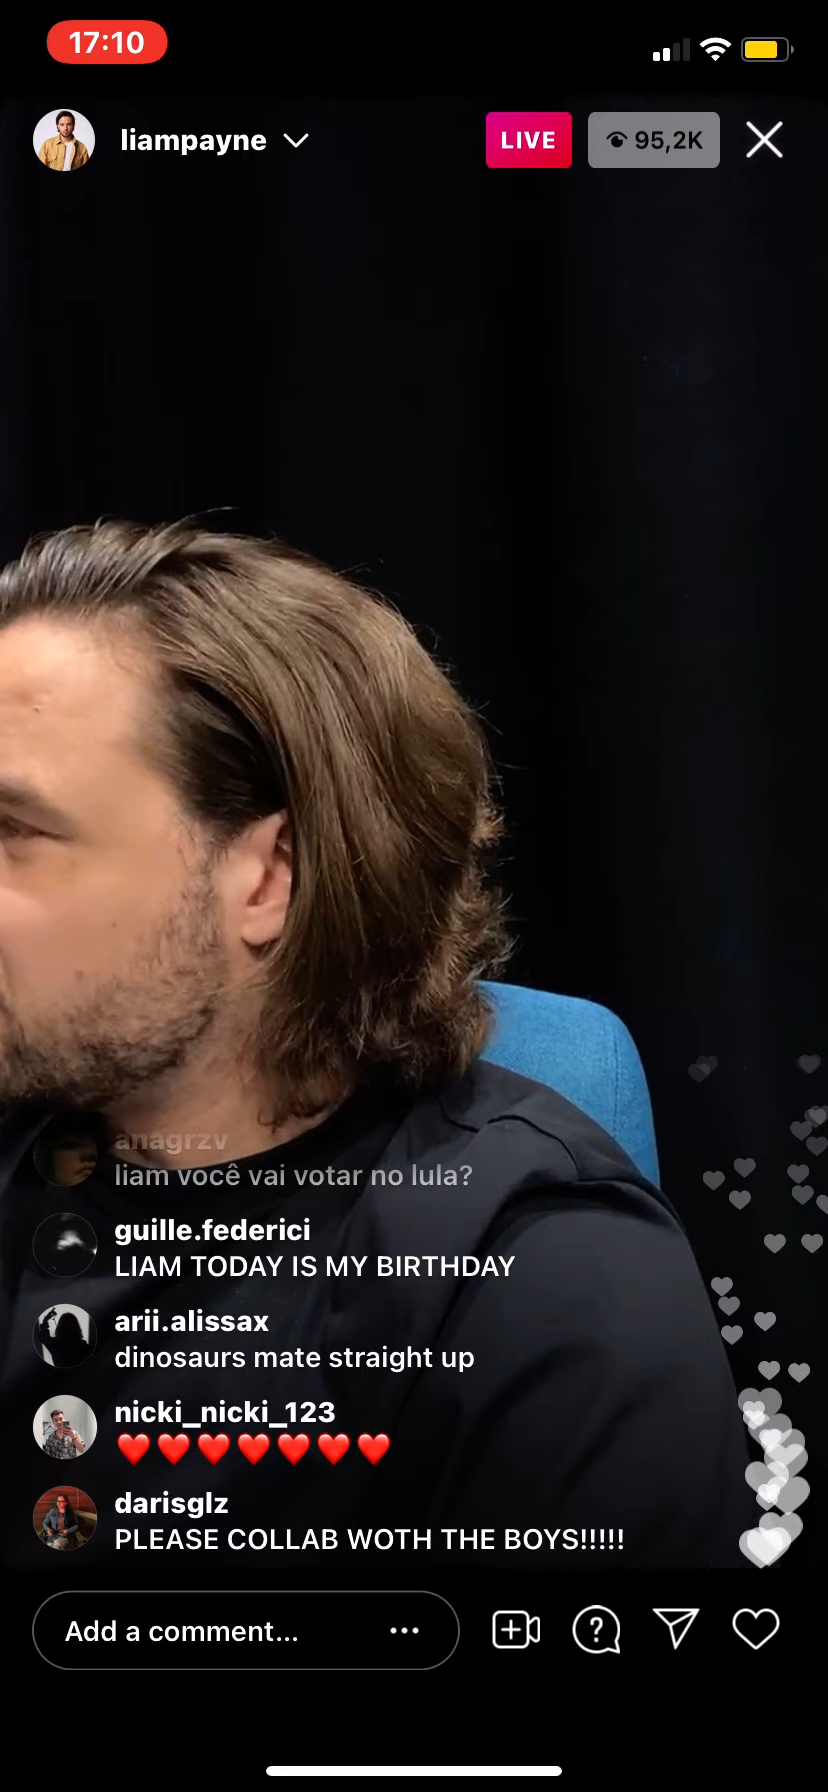 17:10
liampayne
LIVE
95,2K
anagrzv
liam você vai votar no lula?
guille.federici
LIAM TODAY IS MY BIRTHDAY
arii.alissax
dinosaurs mate straight up
nicki_nicki_123
❤️❤️❤️❤️❤️❤️❤️
darisglz
PLEASE COLLAB WOTH THE BOYS!!!!!
Add a comment...